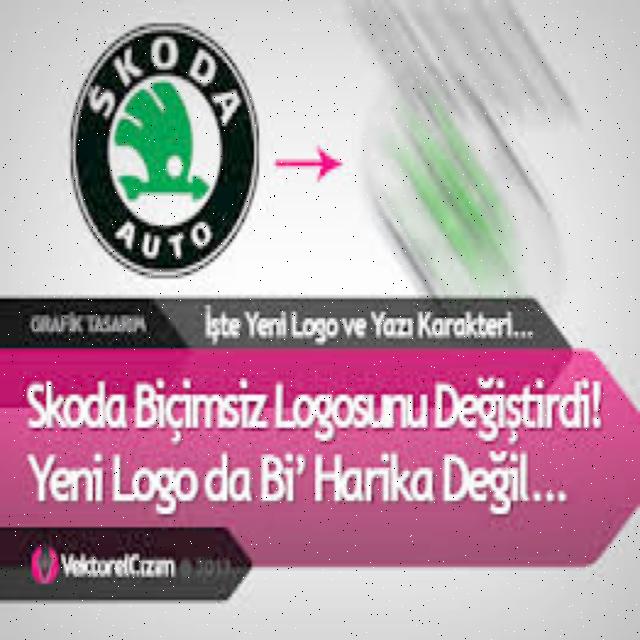 SKODA
AUTO
GRAFİK TASARIM
İşte Yeni Logo ve Yazı Karakteri...
Skoda Biçimsiz Logosunu Değiştirdi!
Yeni Logo da Bi’ Harika Değil...
VektorelCizim